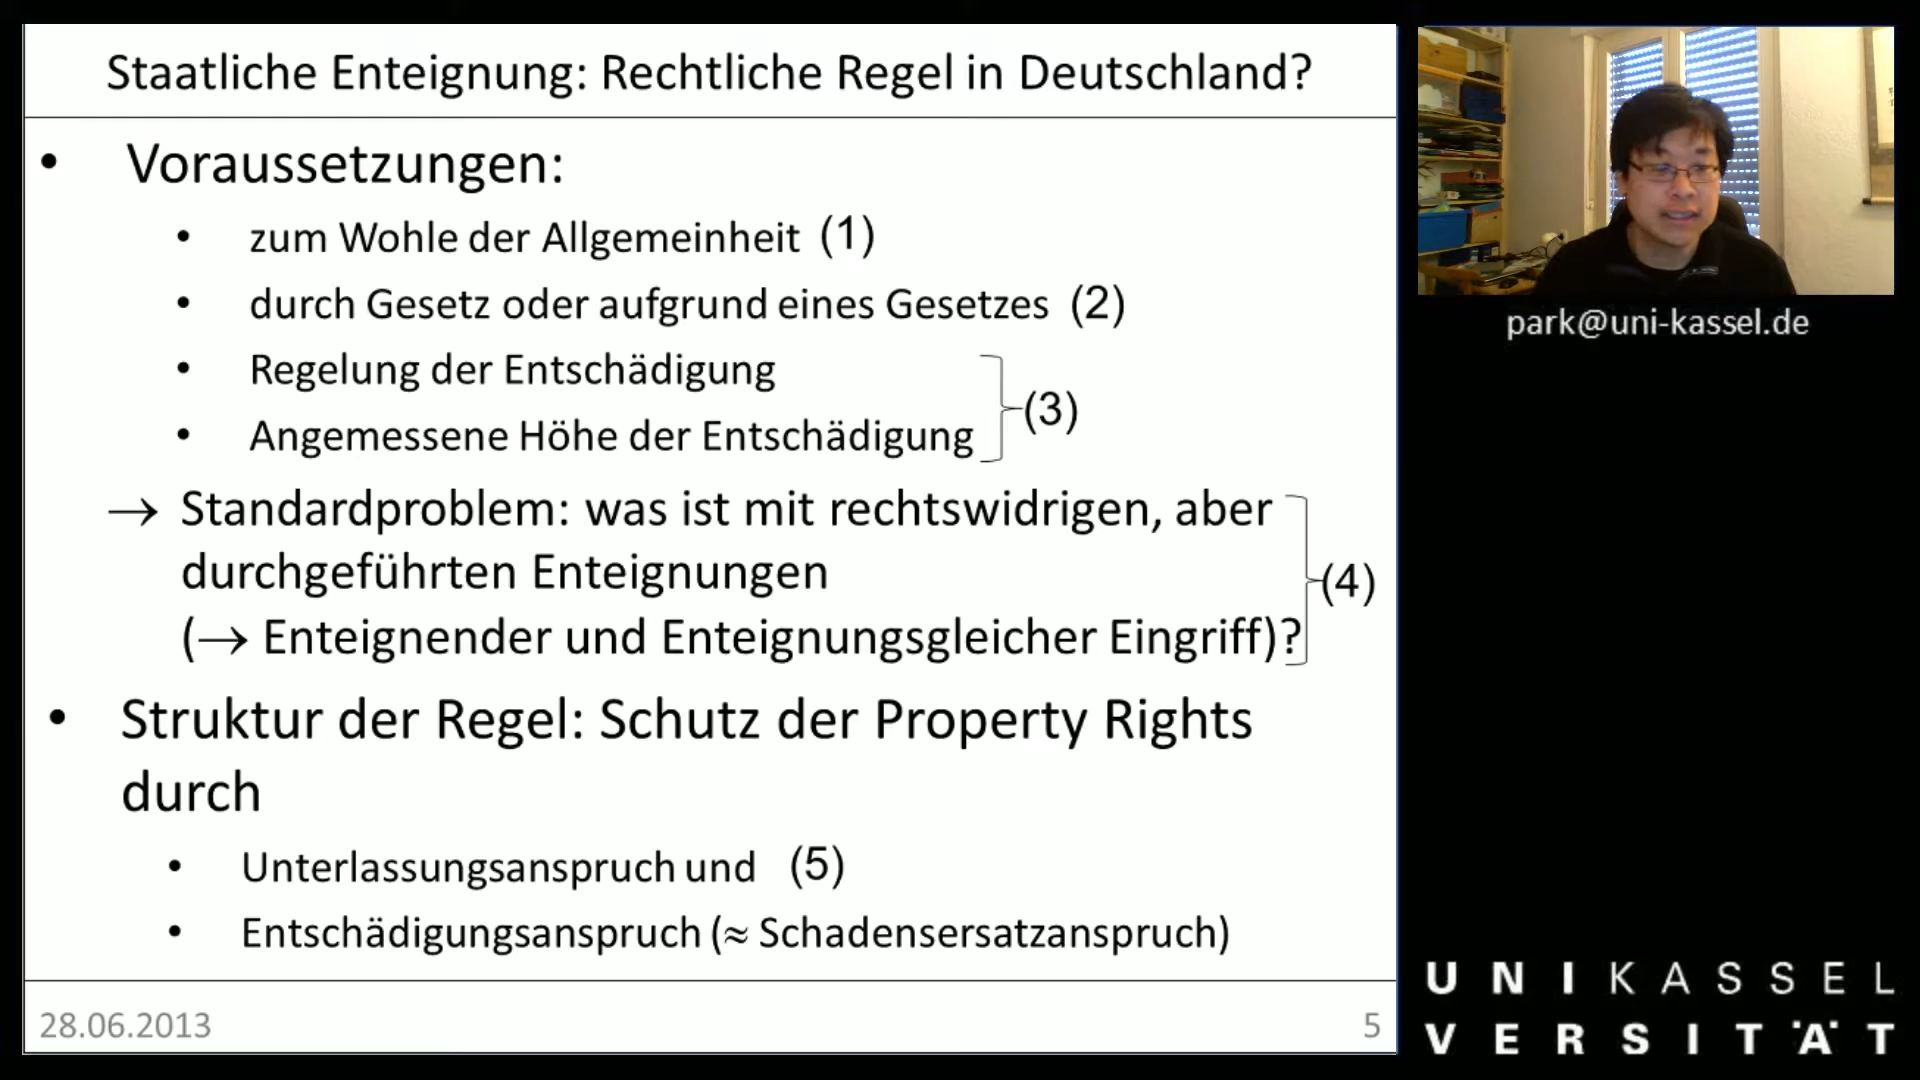 Staatliche Enteignung: Rechtliche Regel in Deutschland?
• Voraussetzungen:
• zum Wohle der Allgemeinheit (1)
• durch Gesetz oder aufgrund eines Gesetzes (2)
• Regelung der Entschädigung
(3)
• Angemessene Höhe der Entschädigung
→ Standardproblem: was ist mit rechtswidrigen, aber
durchgeführten Enteignungen
(4)
(→ Enteignender und Enteignungsgleicher Eingriff)?
• Struktur der Regel: Schutz der Property Rights
durch
• Unterlassungsanspruch und (5)
• Entschädigungsanspruch (≈ Schadensersatzanspruch)
28.06.2013
5
park@uni-kassel.de
UNIKASSEL
VERSITÄT